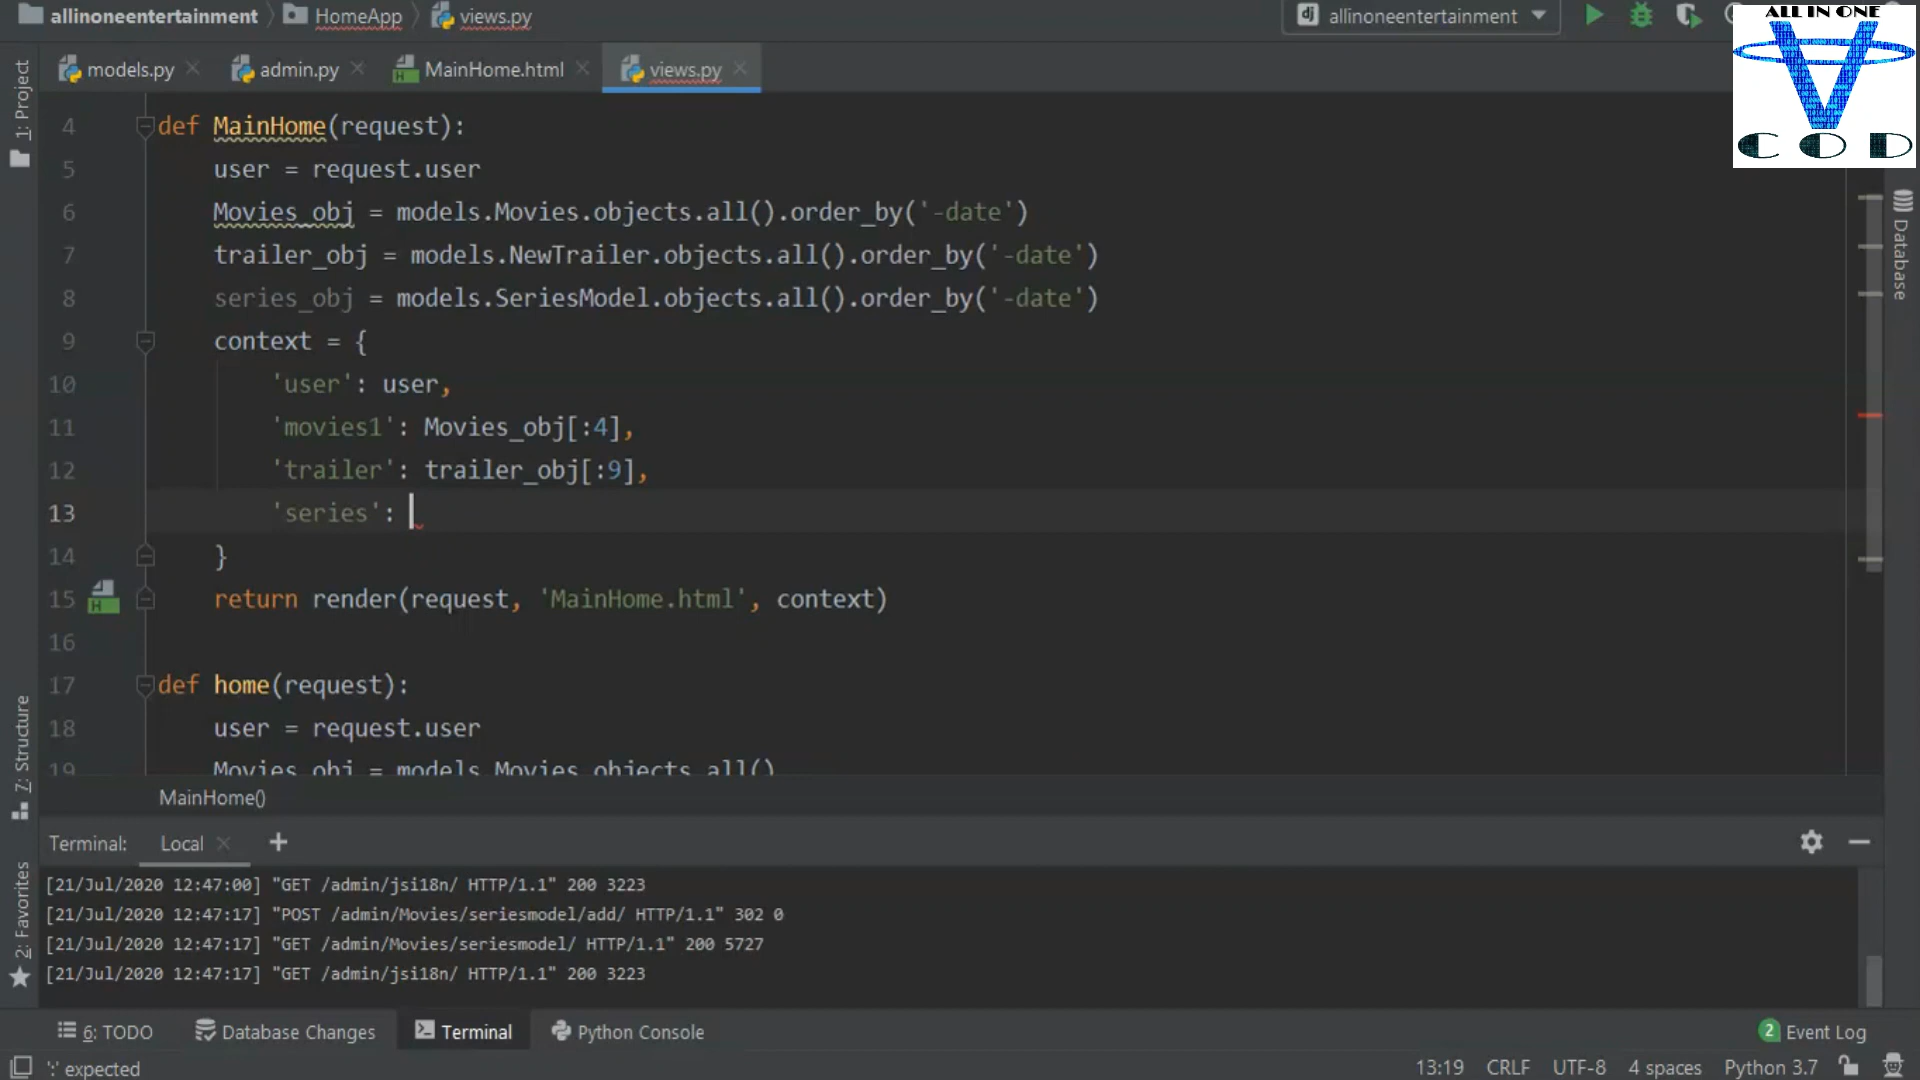 allinoneentertainment HomeApp views.py
allinoneentertainment
ALL IN ONE
COD
models.py admin.py MainHome.html views.py
1: Project
Database
4 def MainHome(request):
5 user = request.user
6 Movies_obj = models.Movies.objects.all().order_by('-date')
7 trailer_obj = models.NewTrailer.objects.all().order_by('-date')
8 series_obj = models.SeriesModel.objects.all().order_by('-date')
9 context = {
10 'user': user,
11 'movies1': Movies_obj[:4],
12 'trailer': trailer_obj[:9],
13 'series':
14 }
15 return render(request, 'MainHome.html', context)
16
17 def home(request):
18 user = request.user
19 Movies_obj = models.Movies.objects.all()
7: Structure
2: Favorites
MainHome()
Terminal: Local +
[21/Jul/2020 12:47:00] "GET /admin/jsi18n/ HTTP/1.1" 200 3223
[21/Jul/2020 12:47:17] "POST /admin/Movies/seriesmodel/add/ HTTP/1.1" 302 0
[21/Jul/2020 12:47:17] "GET /admin/Movies/seriesmodel/ HTTP/1.1" 200 5727
[21/Jul/2020 12:47:17] "GET /admin/jsi18n/ HTTP/1.1" 200 3223
6: TODO Database Changes Terminal Python Console 2 Event Log
':' expected 13:19 CRLF UTF-8 4 spaces Python 3.7